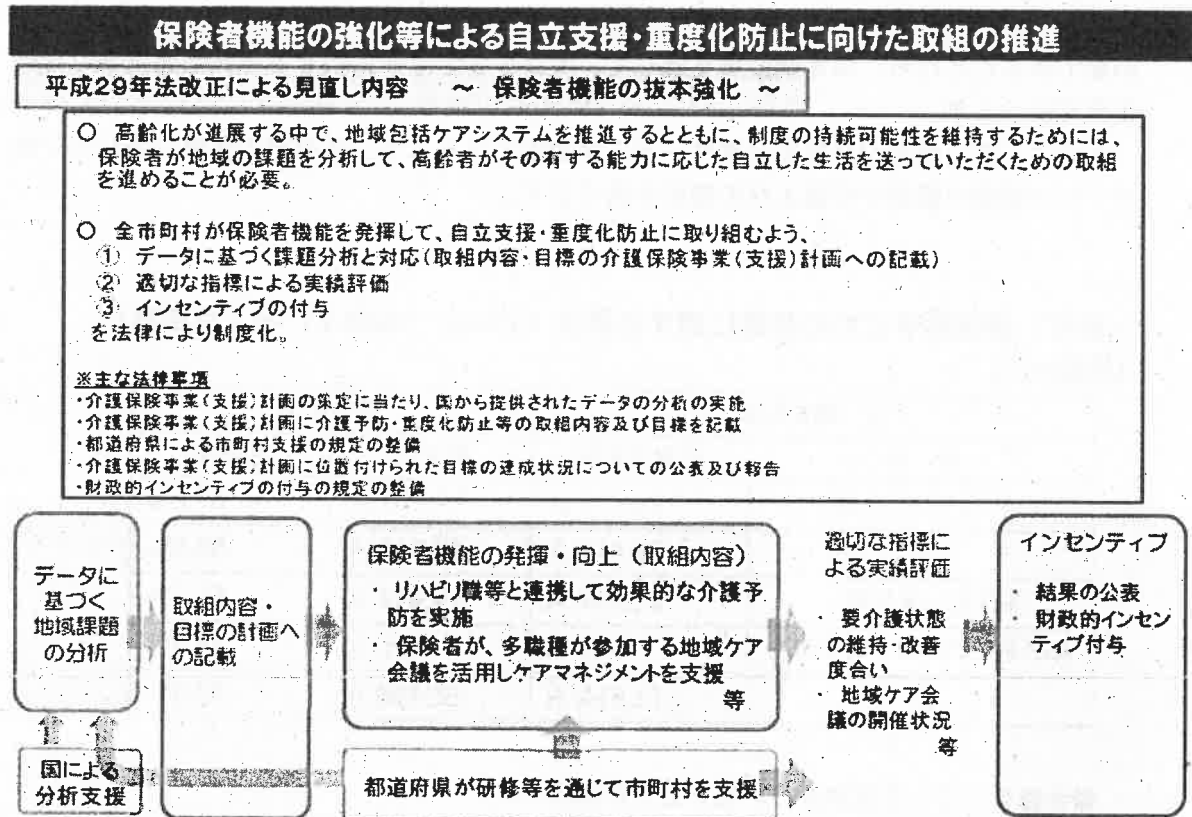 保険者機能の強化等による自立支援・重度化防止に向けた取組の推進
平成29年法改正による見直し内容　～ 保険者機能の抜本強化 ～
○ 高齢化が進展する中で、地域包括ケアシステムを推進するとともに、制度の持続可能性を維持するためには、
保険者が地域の課題を分析して、高齢者がその有する能力に応じた自立した生活を送っていただくための取組
を進めることが必要。
○ 全市町村が保険者機能を発揮して、自立支援・重度化防止に取り組むよう、
① データに基づく課題分析と対応(取組内容・目標の介護保険事業(支援)計画への記載)
② 適切な指標による実績評価
③ インセンティブの付与
を法律により制度化。
※主な法律事項
・介護保険事業(支援)計画の策定に当たり、国から提供されたデータの分析の実施
・介護保険事業(支援)計画に介護予防・重度化防止等の取組内容及び目標を記載
・都道府県による市町村支援の規定の整備
・介護保険事業(支援)計画に位置付けられた目標の達成状況についての公表及び報告
・財政的インセンティブの付与の規定の整備
データに
基づく
地域課題
の分析
国による
分析支援
取組内容・
目標の計画へ
の記載
保険者機能の発揮・向上（取組内容）
・ リハビリ職等と連携して効果的な介護予
防を実施
・ 保険者が、多職種が参加する地域ケア
会議を活用しケアマネジメントを支援
等
都道府県が研修等を通じて市町村を支援
適切な指標に
よる実績評価
・ 要介護状態
の維持・改善
度合い
・ 地域ケア会
議の開催状況
等
インセンティブ
・ 結果の公表
・ 財政的インセン
ティブ付与